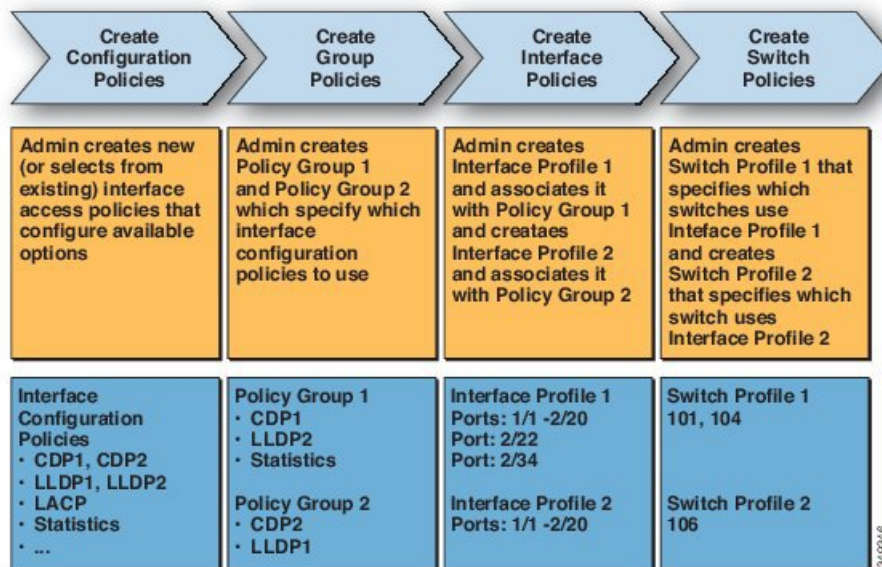 Create
Configuration
Policies
Create
Group
Policies
Create
Interface
Policies
Create
Switch
Policies
Admin creates new
(or selects from
existing) interface
access policies that
configure available
options
Admin creates
Policy Group 1
and Policy Group 2
which specify which
interface
configuration
policies to use
Admin creates
Interface Profile 1
and associates it
with Policy Group 1
and creataes
Interface Profile 2
and associates it
with Policy Group 2
Admin creates
Switch Profile 1 that
specifies which
switches use
Inteface Profile 1
and creates
Switch Profile 2
that specifies which
switch uses
Interface Profile 2
Interface
Configuration
Policies
• CDP1, CDP2
• LLDP1, LLDP2
• LACP
• Statistics
• ...
Policy Group 1
• CDP1
• LLDP2
• Statistics
Policy Group 2
• CDP2
• LLDP1
Interface Profile 1
Ports: 1/1 -2/20
Port: 2/22
Port: 2/34
Interface Profile 2
Ports: 1/1 -2/20
Switch Profile 1
101, 104
Switch Profile 2
106